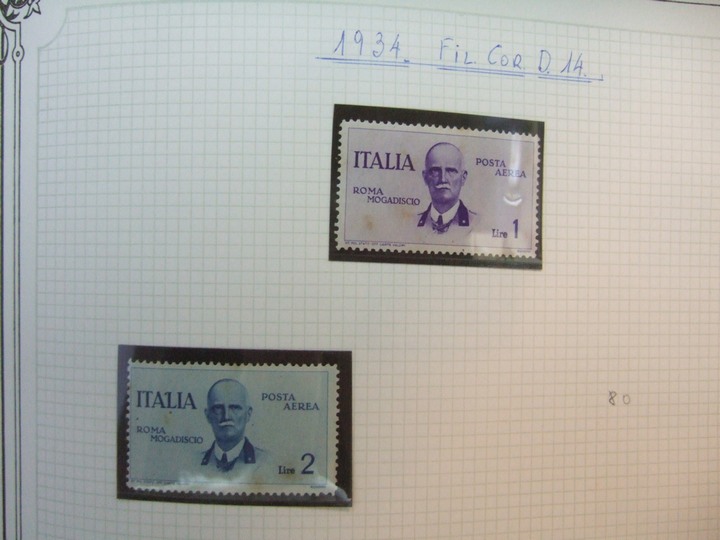 1934. FIL. COR D. 14.
ITALIA POSTA
AEREA
ROMA
MOGADISCIO
Lire 1
80
ITALIA POSTA
AEREA
ROMA
MOGADISCIO
Lire 2